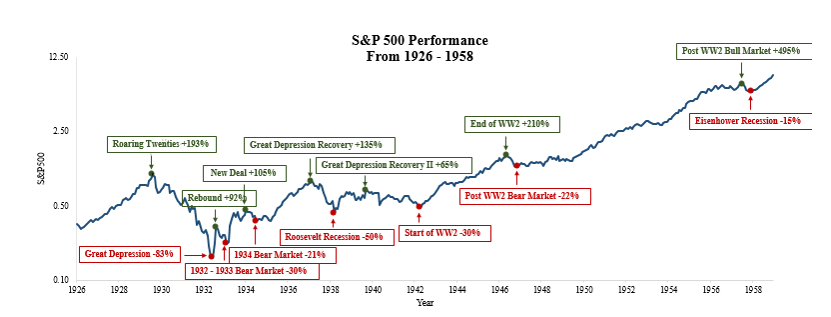 S&P 500 Performance
From 1926 - 1958
Post WW2 Bull Market +495%
12.50
Eisenhower Recession -15%
End of WW2 +210%
2.50
Roaring Twenties +193%
Great Depression Recovery +135%
Great Depression Recovery II +65%
New Deal +105%
S&P500
Rebound +92%
Post WW2 Bear Market -22%
0.50
Start of WW2 -30%
Roosevelt Recession -50%
Great Depression -83%
1934 Bear Market -21%
1932 - 1933 Bear Market -30%
0.10
1926 1928 1930 1932 1934 1936 1938 1940 1942 1944 1946 1948 1950 1952 1954 1956 1958
Year